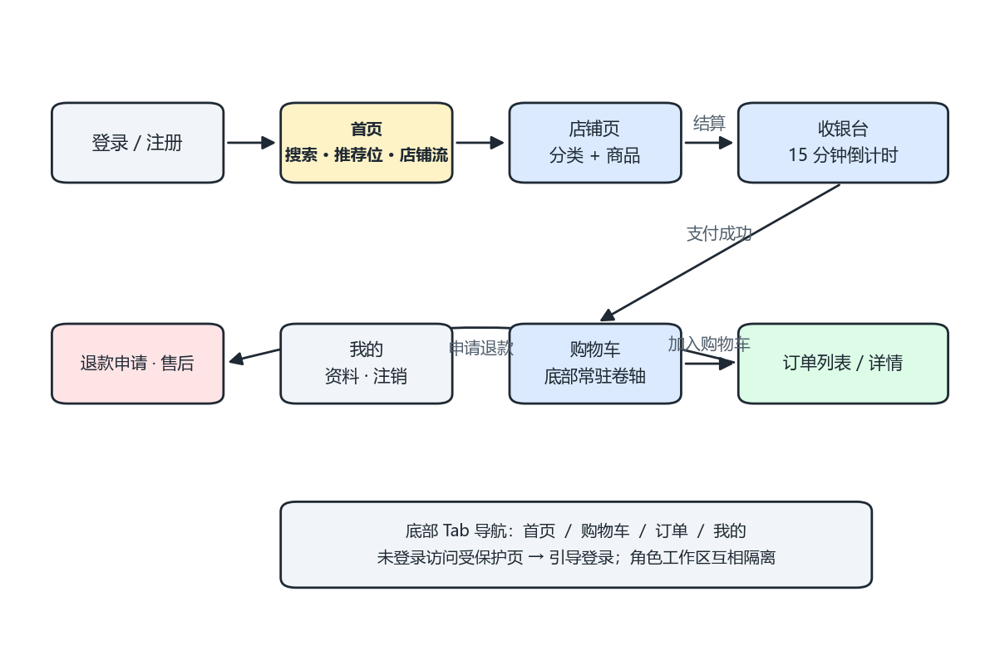 登录 / 注册
首页
搜索·推荐位·店铺流
店铺页
分类 + 商品
结算
收银台
15 分钟倒计时
支付成功
退款申请·售后
我的
资料·注销
申请退款
购物车
底部常驻卷轴
加入购物车
订单列表 / 详情
底部 Tab 导航：首页 / 购物车 / 订单 / 我的
未登录访问受保护页 → 引导登录；角色工作区互相隔离